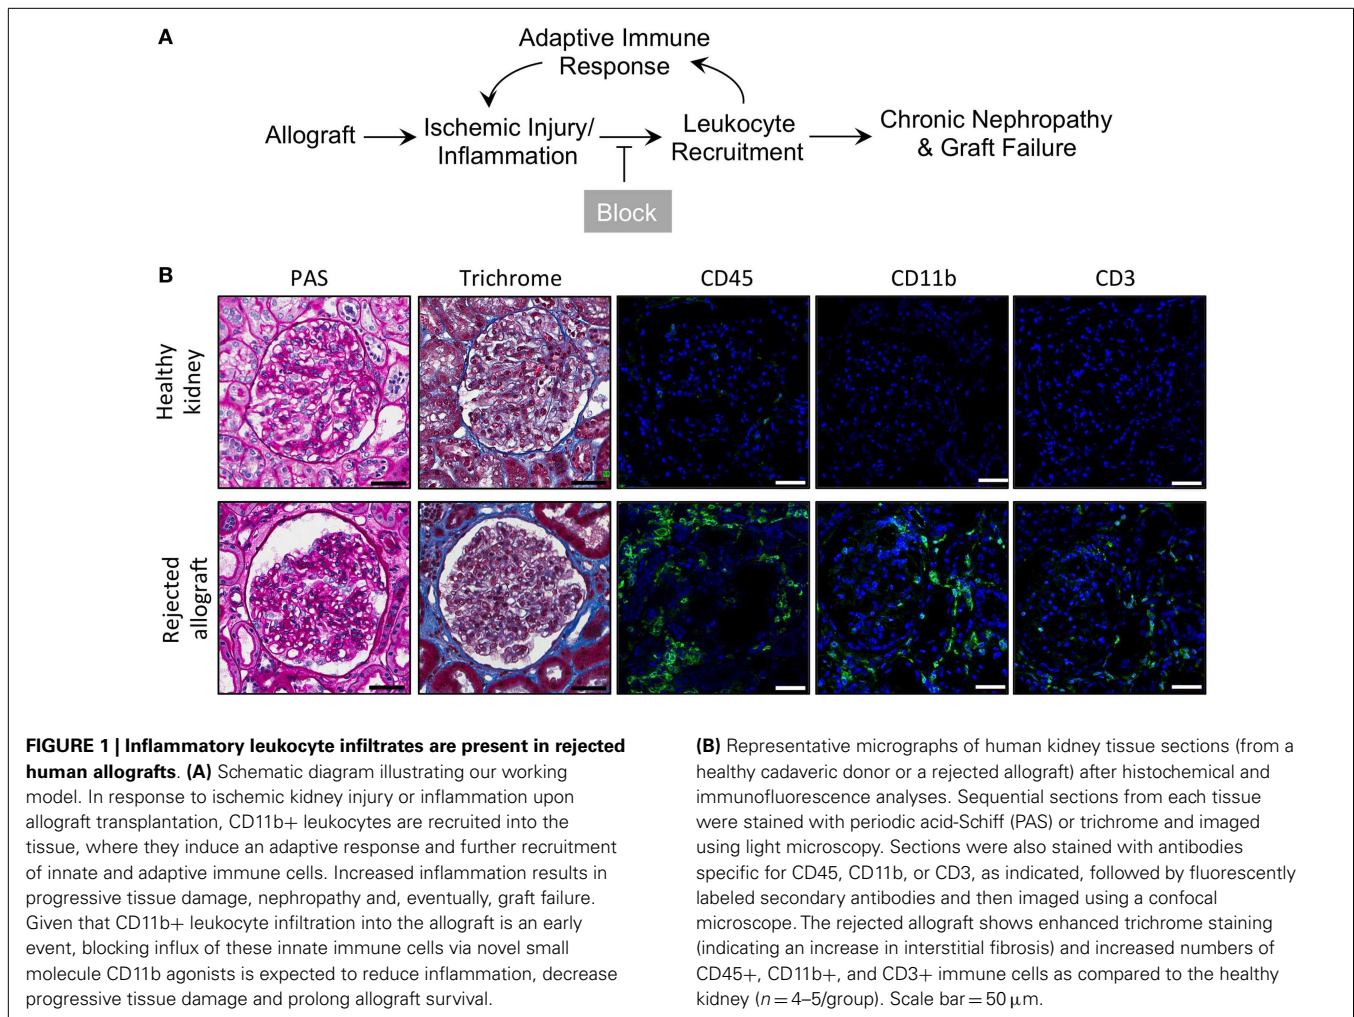 A
Adaptive Immune
Response
Allograft
Ischemic Injury/
Inflammation
Leukocyte
Recruitment
Chronic Nephropathy
& Graft Failure
Block
B
PAS
Trichrome
CD45
CD11b
CD3
Healthy
kidney
Rejected
allograft
FIGURE 1 | Inflammatory leukocyte infiltrates are present in rejected
human allografts. (A) Schematic diagram illustrating our working
model. In response to ischemic kidney injury or inflammation upon
allograft transplantation, CD11b+ leukocytes are recruited into the
tissue, where they induce an adaptive response and further recruitment
of innate and adaptive immune cells. Increased inflammation results in
progressive tissue damage, nephropathy and, eventually, graft failure.
Given that CD11b+ leukocyte infiltration into the allograft is an early
event, blocking influx of these innate immune cells via novel small
molecule CD11b agonists is expected to reduce inflammation, decrease
progressive tissue damage and prolong allograft survival.
(B) Representative micrographs of human kidney tissue sections (from a
healthy cadaveric donor or a rejected allograft) after histochemical and
immunofluorescence analyses. Sequential sections from each tissue
were stained with periodic acid-Schiff (PAS) or trichrome and imaged
using light microscopy. Sections were also stained with antibodies
specific for CD45, CD11b, or CD3, as indicated, followed by fluorescently
labeled secondary antibodies and then imaged using a confocal
microscope. The rejected allograft shows enhanced trichrome staining
(indicating an increase in interstitial fibrosis) and increased numbers of
CD45+, CD11b+, and CD3+ immune cells as compared to the healthy
kidney (n = 4–5/group). Scale bar = 50 μm.